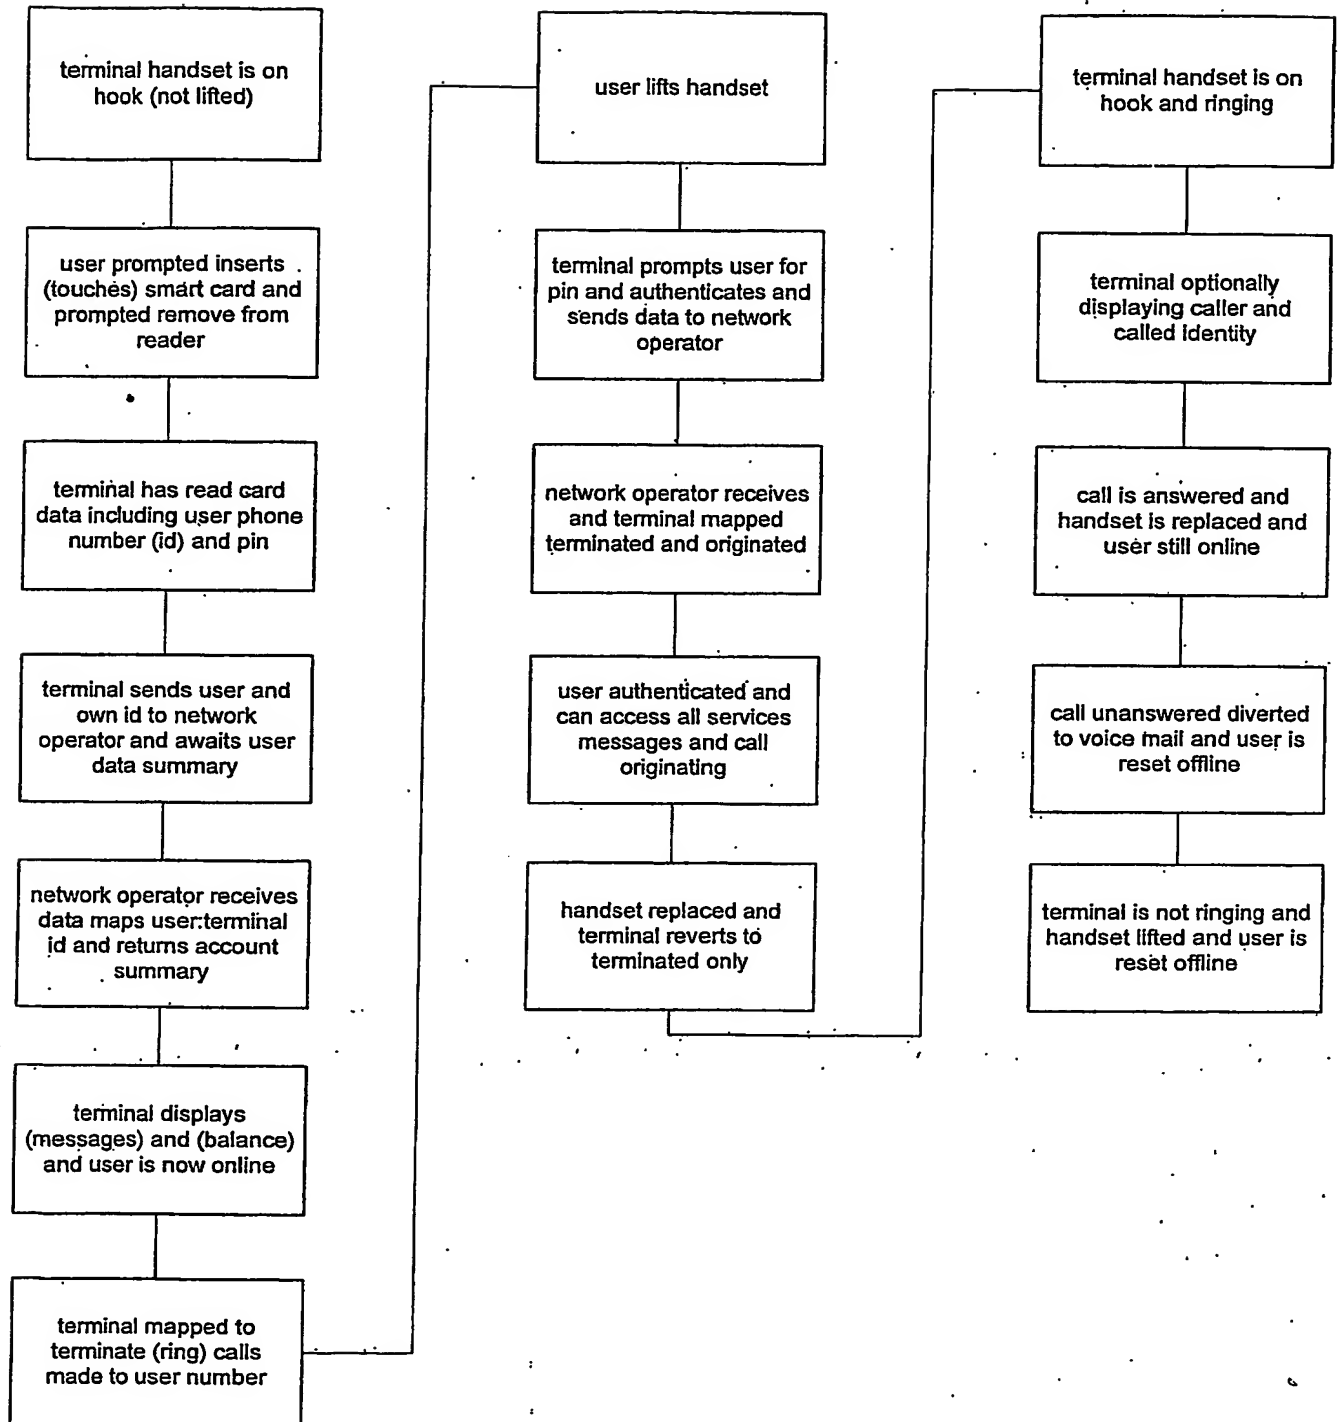 terminal handset is on
hook (not lifted)
user prompted inserts
(touches) smart card and
prompted remove from
reader
terminal has read card
data including user phone
number (id) and pin
terminal sends user and
own id to network
operator and awaits user
data summary
network operator receives
data maps user:terminal
id and returns account
summary
terminal displays
(messages) and (balance)
and user is now online
terminal mapped to
terminate (ring) calls
made to user number
user lifts handset
terminal prompts user for
pin and authenticates and
sends data to network
operator
network operator receives
and terminal mapped
terminated and originated
user authenticated and
can access all services
messages and call
originating
handset replaced and
terminal reverts to
terminated only
terminal handset is on
hook and ringing
terminal optionally
displaying caller and
called identity
call is answered and
handset is replaced and
user still online
call unanswered diverted
to voice mail and user is
reset offline
terminal is not ringing and
handset lifted and user is
reset offline